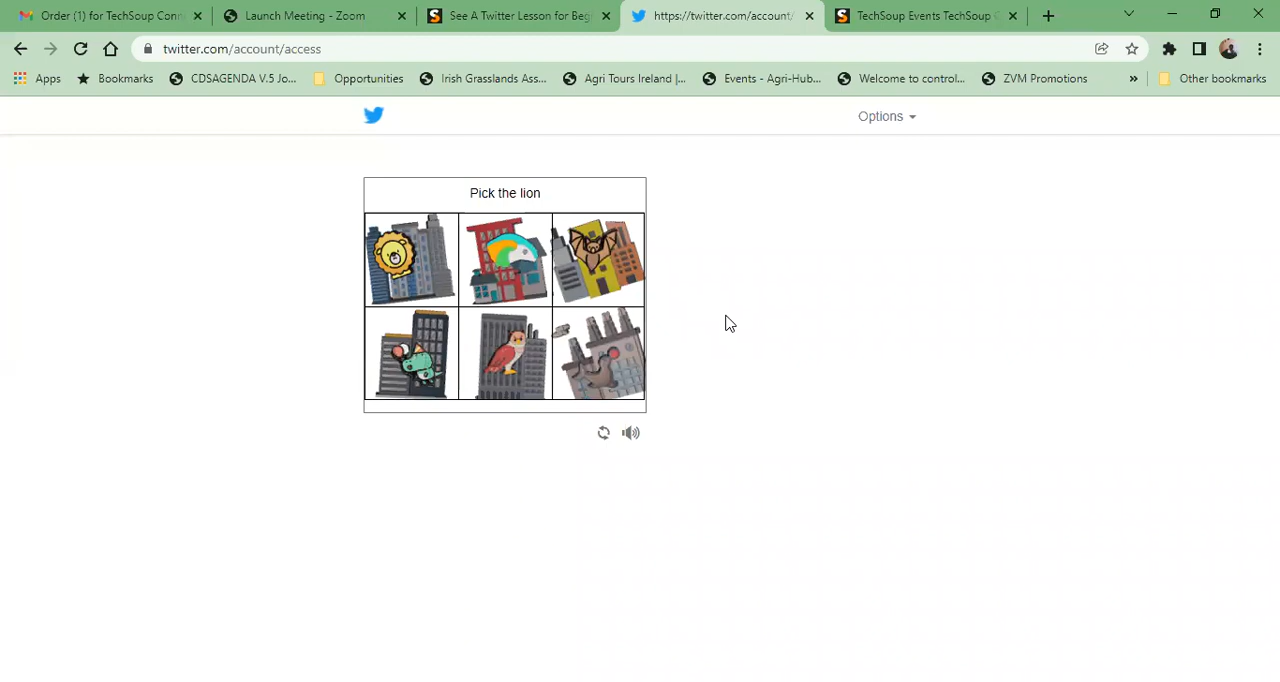 Order (1) for TechSoup Conn
Launch Meeting - Zoom
See A Twitter Lesson for Beg
https://twitter.com/account/
TechSoup Events TechSoup
twitter.com/account/access
Apps
Bookmarks
CDSAGENDA V.5 Jo...
Opportunities
Irish Grasslands Ass...
Agri Tours Ireland |...
Events - Agri-Hub...
Welcome to control...
ZVM Promotions
»
Other bookmarks
Options
Pick the lion